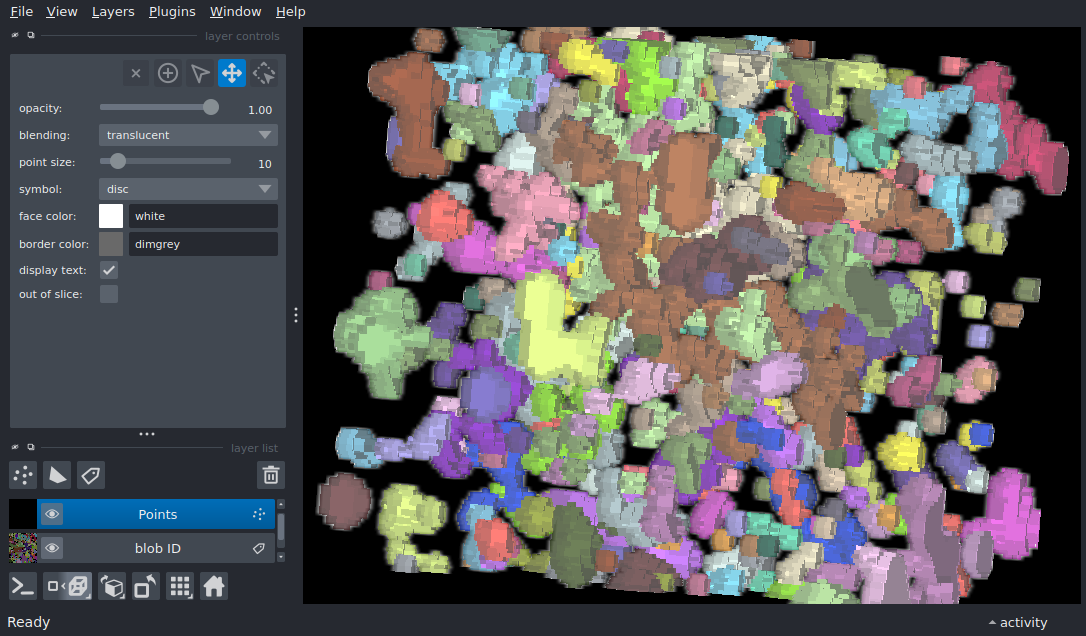 File View Layers Plugins Window Help
layer controls
opacity: 1.00
blending: translucent
point size: 10
symbol: disc
face color: white
border color: dimgrey
display text:
out of slice:
layer list
Points
blob ID
Ready
activity